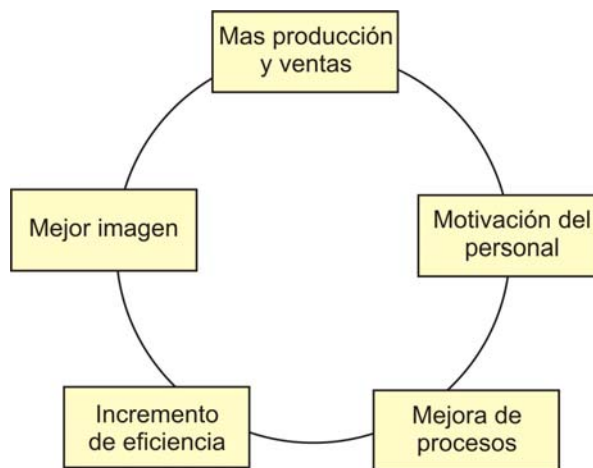 Mas producción
y ventas
Mejor imagen
Motivación del
personal
Incremento
de eficiencia
Mejora de
procesos